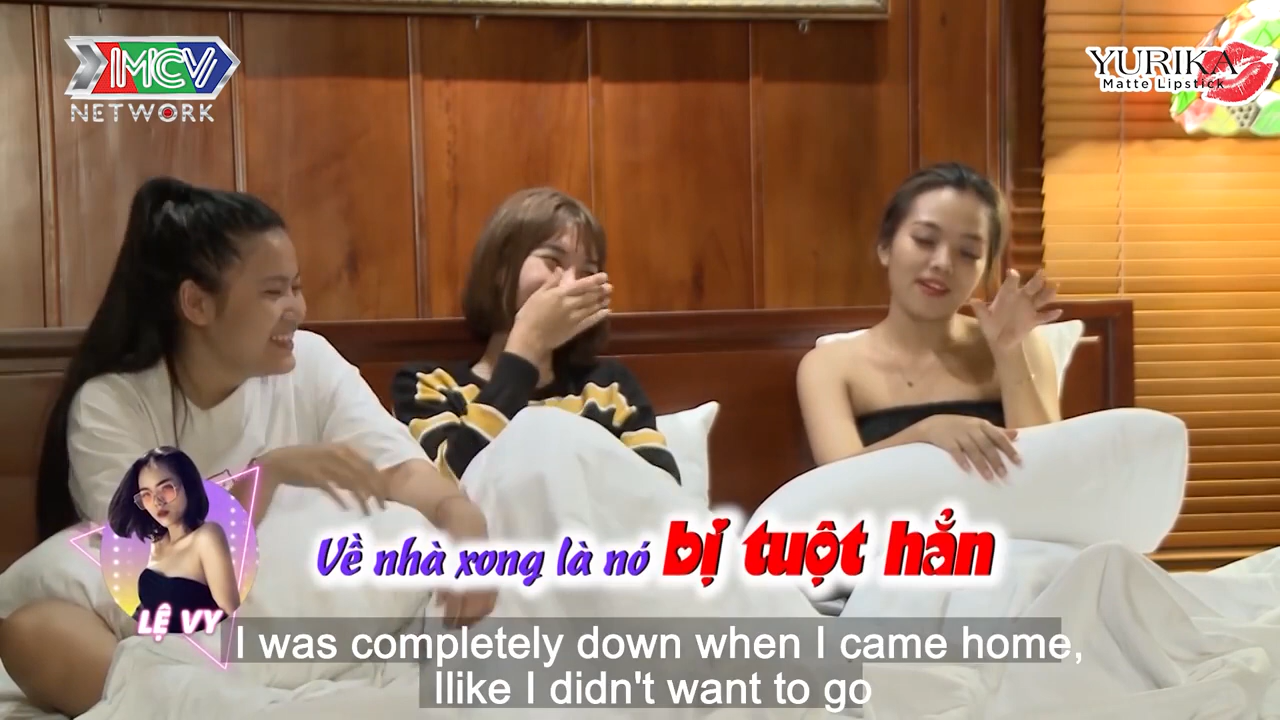 MCV
NETWORK
YURIKA
Matte Lipstick
Về nhà xong là nó bị tuột hẳn
LỆ VY
I was completely down when I came home,
Ilike I didn't want to go